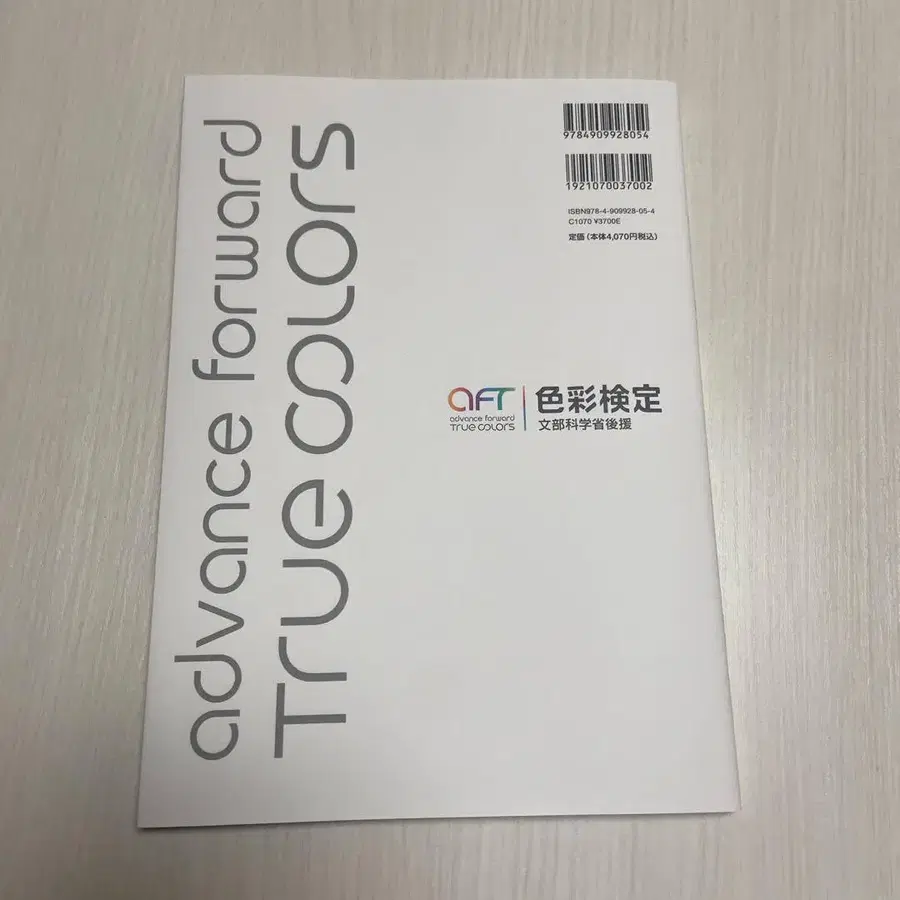 advance forward
True colors
9784909928054
1921070037002
ISBN978-4-909928-05-4
C1070 ¥3700E
定価（本体4,070円税込）
aFT
advance forward
True colors
色彩検定
文部科学省後援